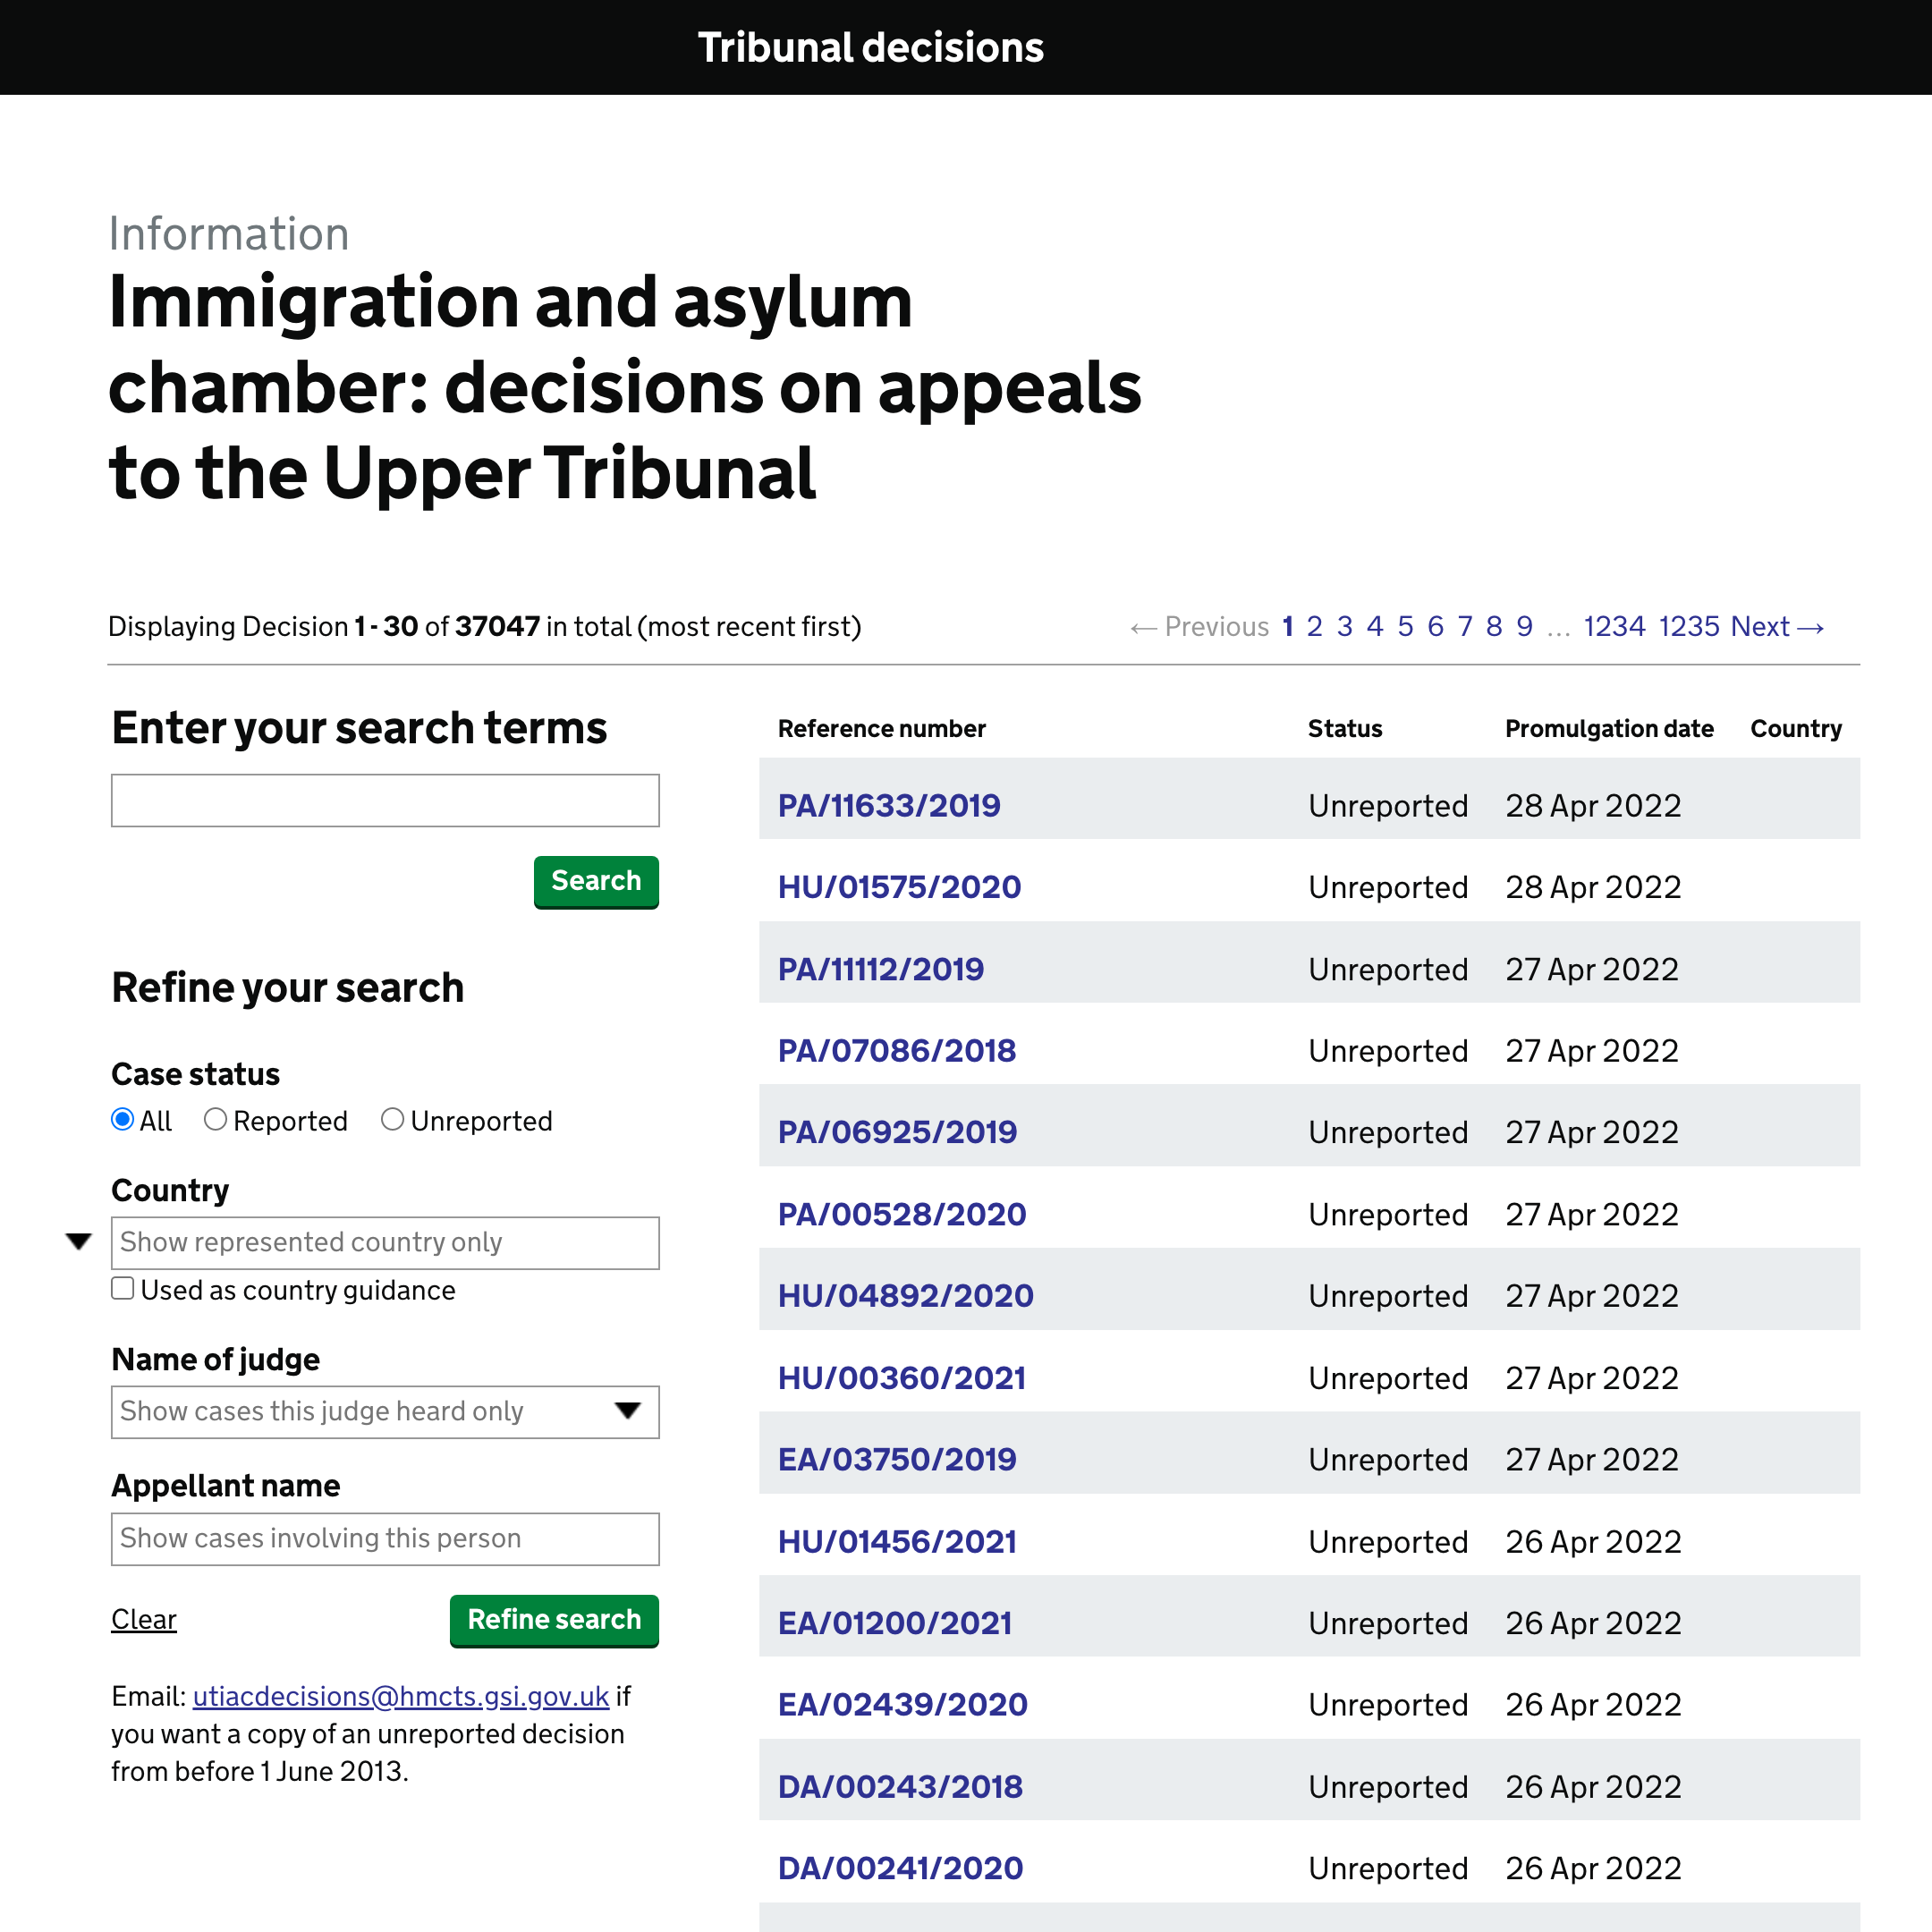 Tribunal decisions
Information
Immigration and asylum
chamber: decisions on appeals
to the Upper Tribunal
Displaying Decision 1 - 30 of 37047 in total (most recent first)
← Previous 1 2 3 4 5 6 7 8 9 … 1234 1235 Next →
Enter your search terms
Search
Refine your search
Case status
All Reported Unreported
Country
Show represented country only
Used as country guidance
Name of judge
Show cases this judge heard only
Appellant name
Show cases involving this person
Clear Refine search
Email: utiacdecisions@hmcts.gsi.gov.uk if
you want a copy of an unreported decision
from before 1 June 2013.
Reference number Status Promulgation date Country
PA/11633/2019 Unreported 28 Apr 2022
HU/01575/2020 Unreported 28 Apr 2022
PA/11112/2019 Unreported 27 Apr 2022
PA/07086/2018 Unreported 27 Apr 2022
PA/06925/2019 Unreported 27 Apr 2022
PA/00528/2020 Unreported 27 Apr 2022
HU/04892/2020 Unreported 27 Apr 2022
HU/00360/2021 Unreported 27 Apr 2022
EA/03750/2019 Unreported 27 Apr 2022
HU/01456/2021 Unreported 26 Apr 2022
EA/01200/2021 Unreported 26 Apr 2022
EA/02439/2020 Unreported 26 Apr 2022
DA/00243/2018 Unreported 26 Apr 2022
DA/00241/2020 Unreported 26 Apr 2022